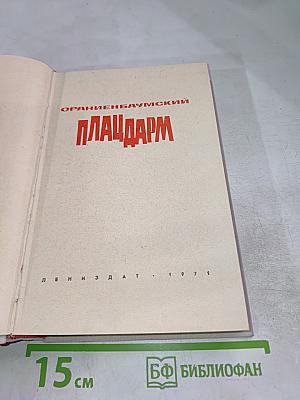 ОРАНИЕНБАУМСКИЙ
ПЛАЦДАРМ
ЛЕНИЗДАТ · 1971
15 см
БФ БИБЛИОФАН